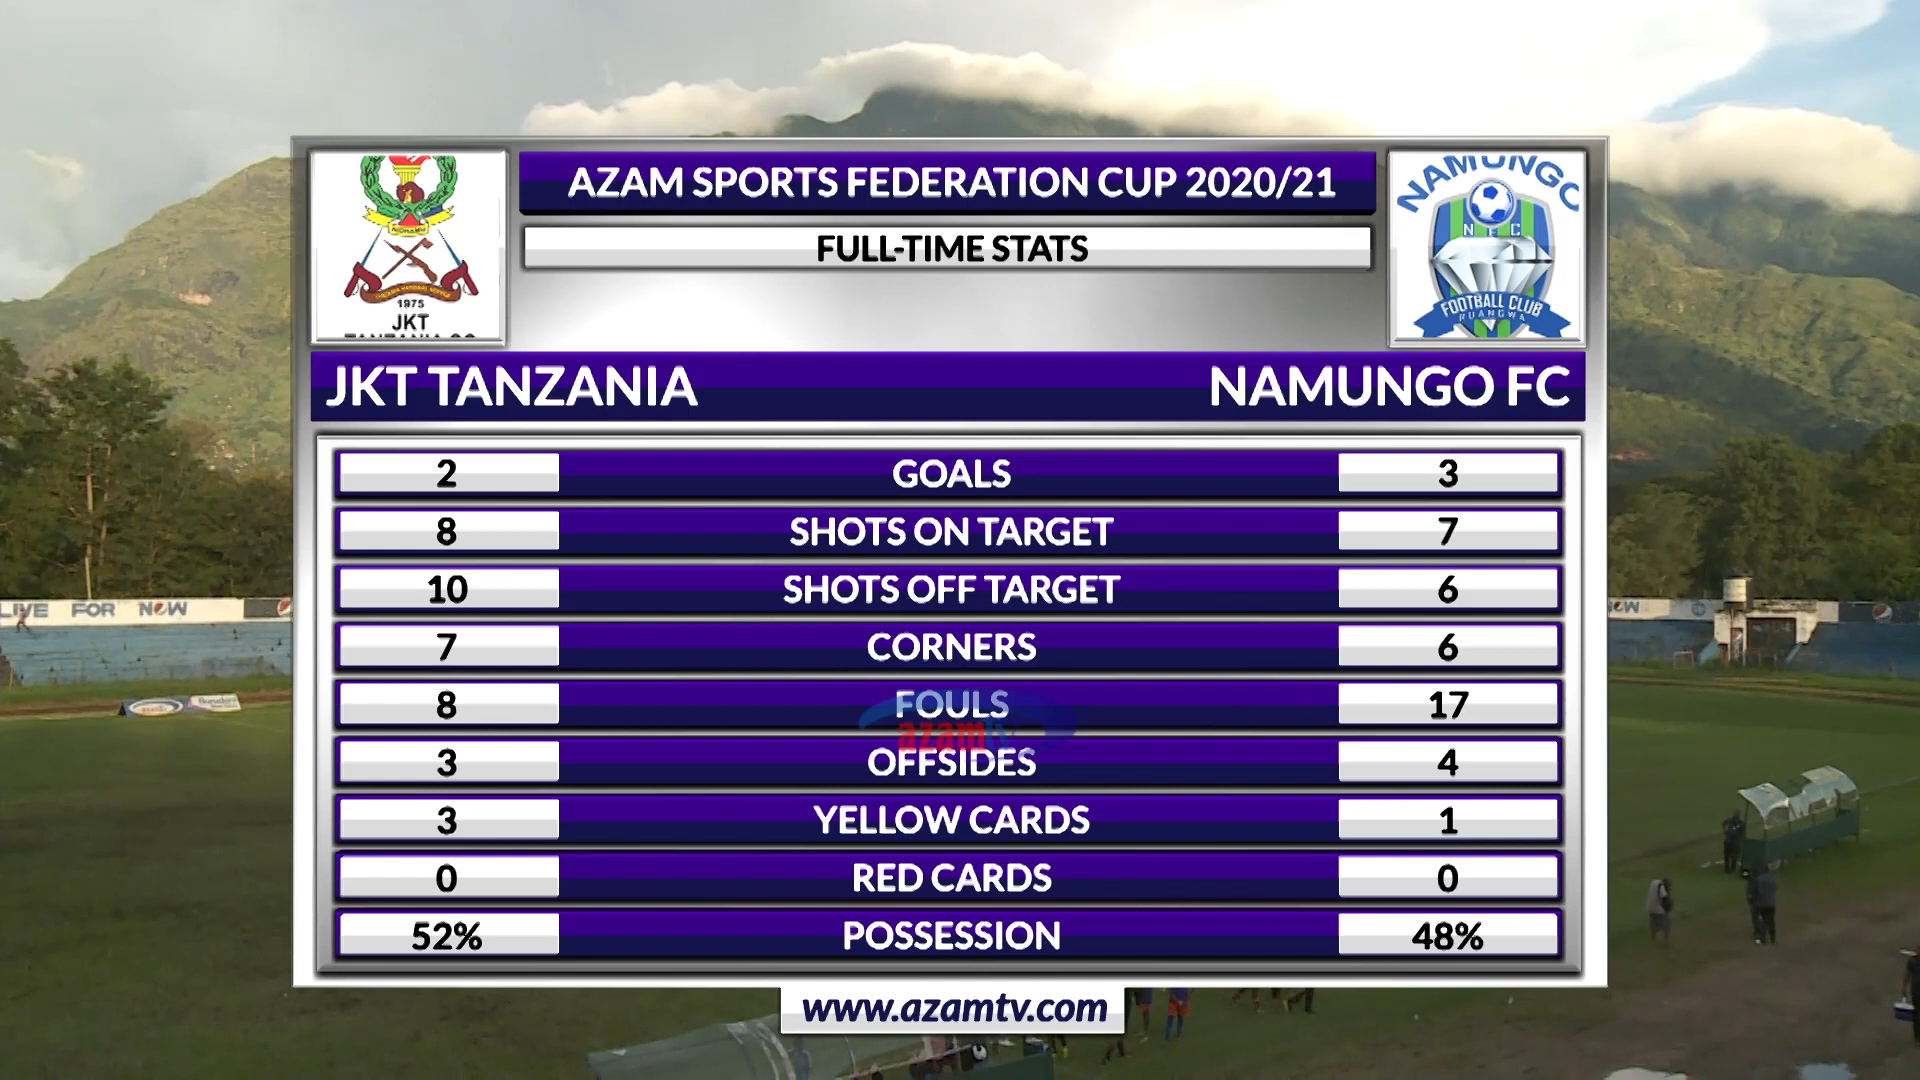 AZAM SPORTS FEDERATION CUP 2020/21
FULL-TIME STATS
1975
JKT
NAMUNGO
NFC
FOOTBALL CLUB
RUANGWA
JKT TANZANIA NAMUNGO FC
2 GOALS 3
8 SHOTS ON TARGET 7
10 SHOTS OFF TARGET 6
7 CORNERS 6
8 FOULS 17
azamtv
3 OFFSIDES 4
3 YELLOW CARDS 1
0 RED CARDS 0
52% POSSESSION 48%
www.azamtv.com
LIVE FOR NOW